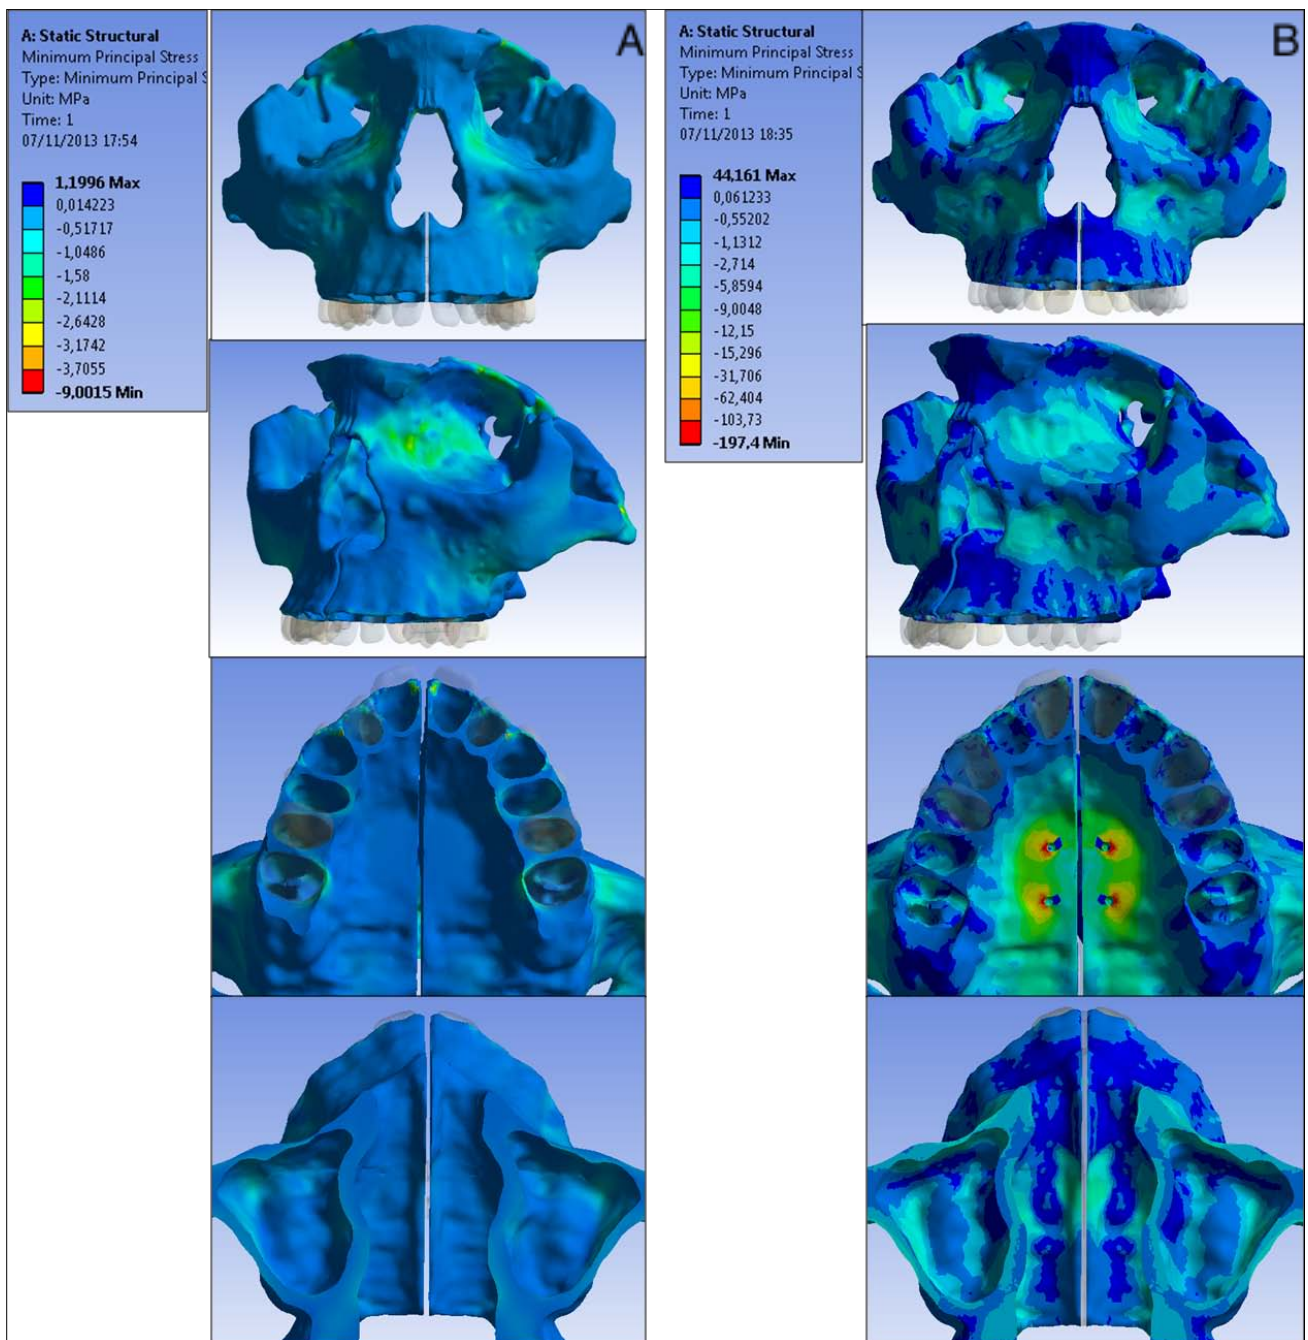 A: Static Structural
Minimum Principal Stress
Type: Minimum Principal S
Unit: MPa
Time: 1
07/11/2013 17:54
1,1996 Max
0,014223
-0,51717
-1,0486
-1,58
-2,1114
-2,6428
-3,1742
-3,7055
-9,0015 Min
A
A: Static Structural
Minimum Principal Stress
Type: Minimum Principal S
Unit: MPa
Time: 1
07/11/2013 18:35
44,161 Max
0,061233
-0,55202
-1,1312
-2,714
-5,8594
-9,0048
-12,15
-15,296
-31,706
-62,404
-103,73
-197,4 Min
B